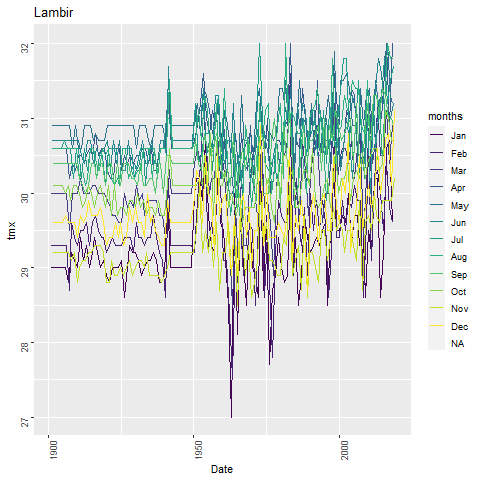 Lambir
32
31
30
29
28
27
tmx
1900
1950
2000
Date
months
Jan
Feb
Mar
Apr
May
Jun
Jul
Aug
Sep
Oct
Nov
Dec
NA